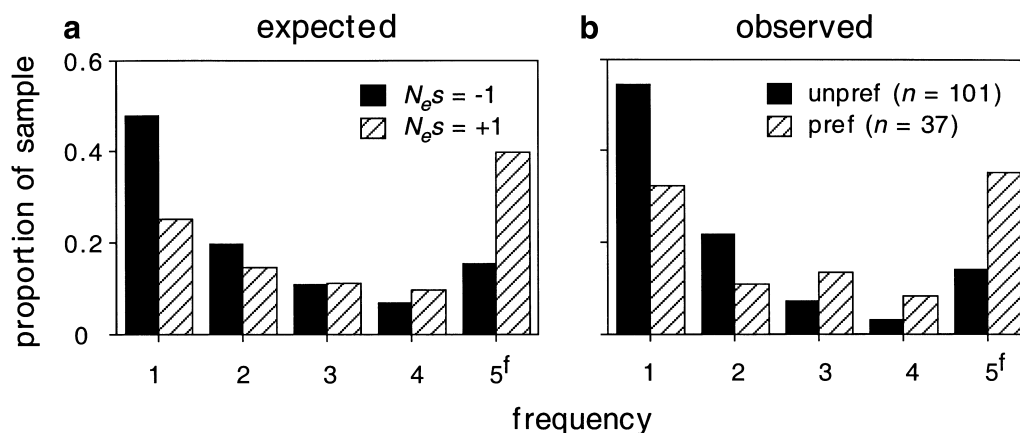 a expected
b observed
proportion of sample
0.6
0.4
0.2
0
Nes = -1
Nes = +1
unpref (n = 101)
pref (n = 37)
1 2 3 4 5f
1 2 3 4 5f
frequency